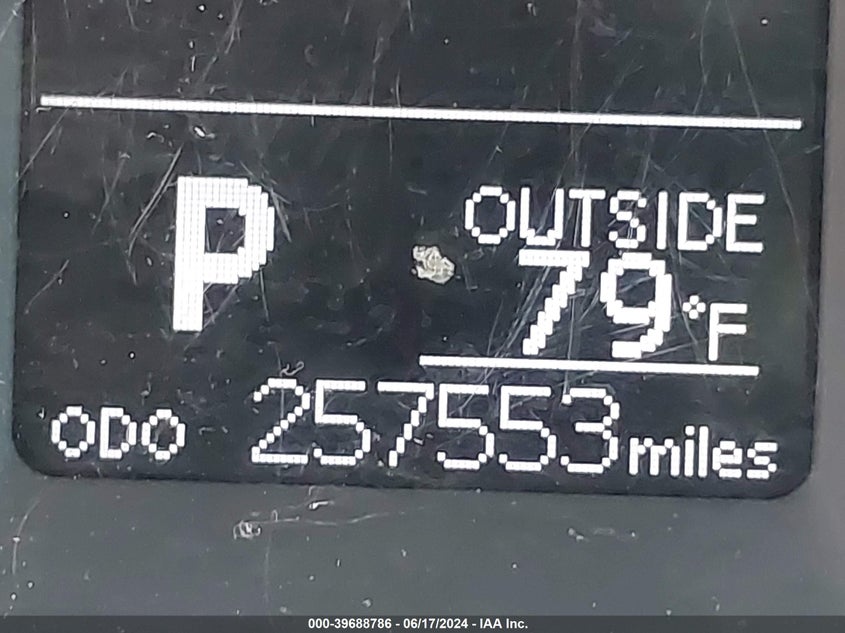 P
OUTSIDE
79°F
ODO 257553 miles
000-39688786 - 06/17/2024 - IAA Inc.